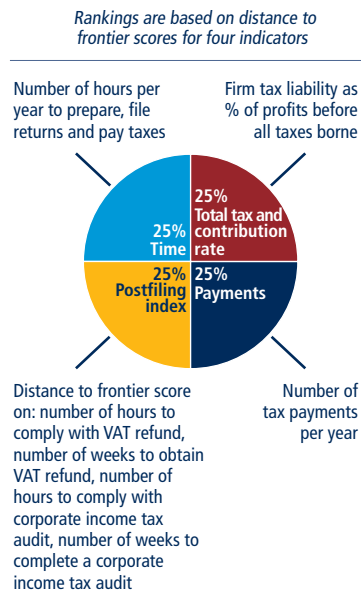 Rankings are based on distance to
frontier scores for four indicators
Number of hours per
year to prepare, file
returns and pay taxes
Firm tax liability as
% of profits before
all taxes borne
25%
Time
25%
Total tax and
contribution
rate
25%
Postfiling
index
25%
Payments
Distance to frontier score
on: number of hours to
comply with VAT refund,
number of weeks to obtain
VAT refund, number of
hours to comply with
corporate income tax
audit, number of weeks to
complete a corporate
income tax audit
Number of
tax payments
per year